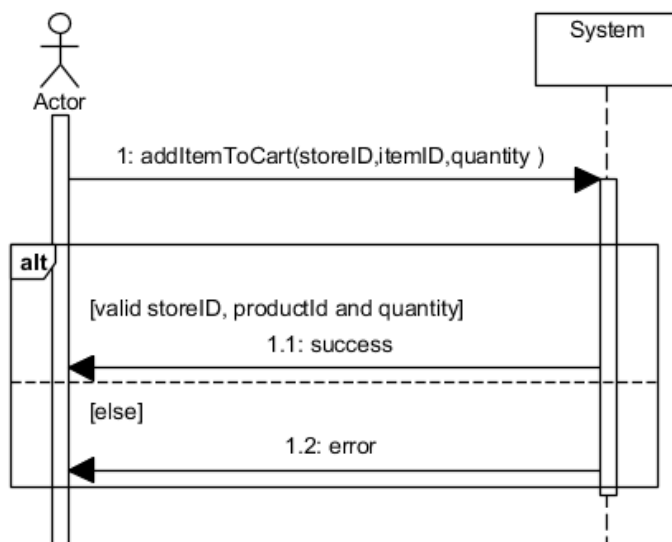 System
Actor
1: addItemToCart(storeID,itemID,quantity )
alt
[valid storeID, productId and quantity]
1.1: success
[else]
1.2: error